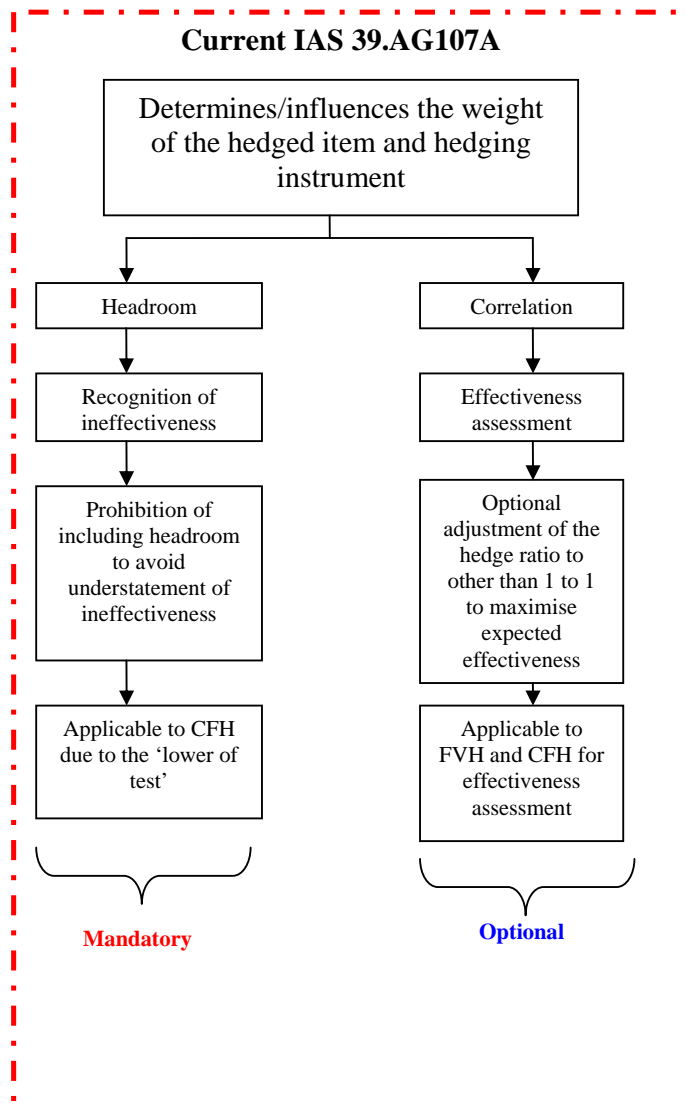 Current IAS 39.AG107A
Determines/influences the weight
of the hedged item and hedging
instrument
Headroom
Recognition of
ineffectiveness
Prohibition of
including headroom
to avoid
understatement of
ineffectiveness
Applicable to CFH
due to the ‘lower of
test’
Mandatory
Correlation
Effectiveness
assessment
Optional
adjustment of the
hedge ratio to
other than 1 to 1
to maximise
expected
effectiveness
Applicable to
FVH and CFH for
effectiveness
assessment
Optional